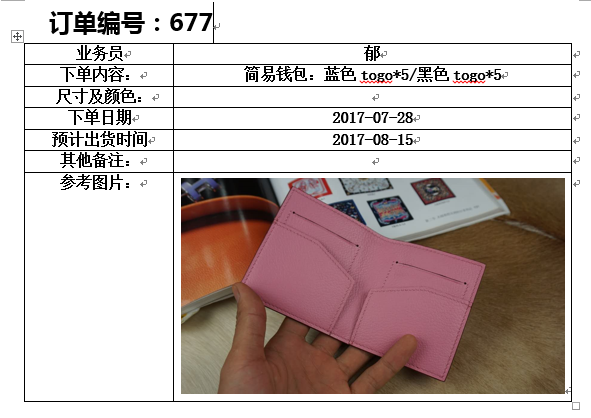 订单编号：677
业务员 郁
下单内容： 简易钱包：蓝色 togo*5/黑色 togo*5
尺寸及颜色：
下单日期 2017-07-28
预计出货时间 2017-08-15
其他备注：
参考图片：